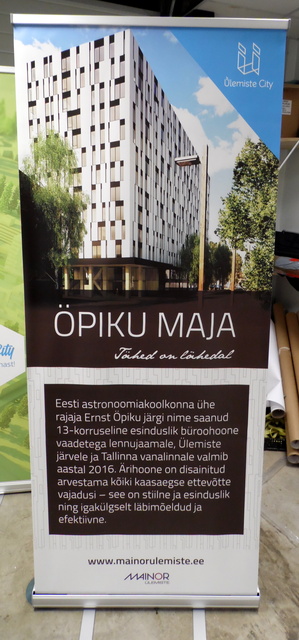 Ülemiste City
ÖPIKU MAJA
Tähed on lähedal
Eesti astronoomiakoolkonna ühe
rajaja Ernst Öpiku järgi nime saanud
13-korruseline esinduslik büroohoone
vaadetega lennujaamale, Ülemiste
järvele ja Tallinna vanalinnale valmib
aastal 2016. Ärihoone on disainitud
arvestama kõiki kaasaegse ettevõtte
vajadusi – see on stiilne ja esinduslik
ning igakülgselt läbimõeldud ja
efektiivne.
www.mainorulemiste.ee
MAINOR
ÜLEMISTE